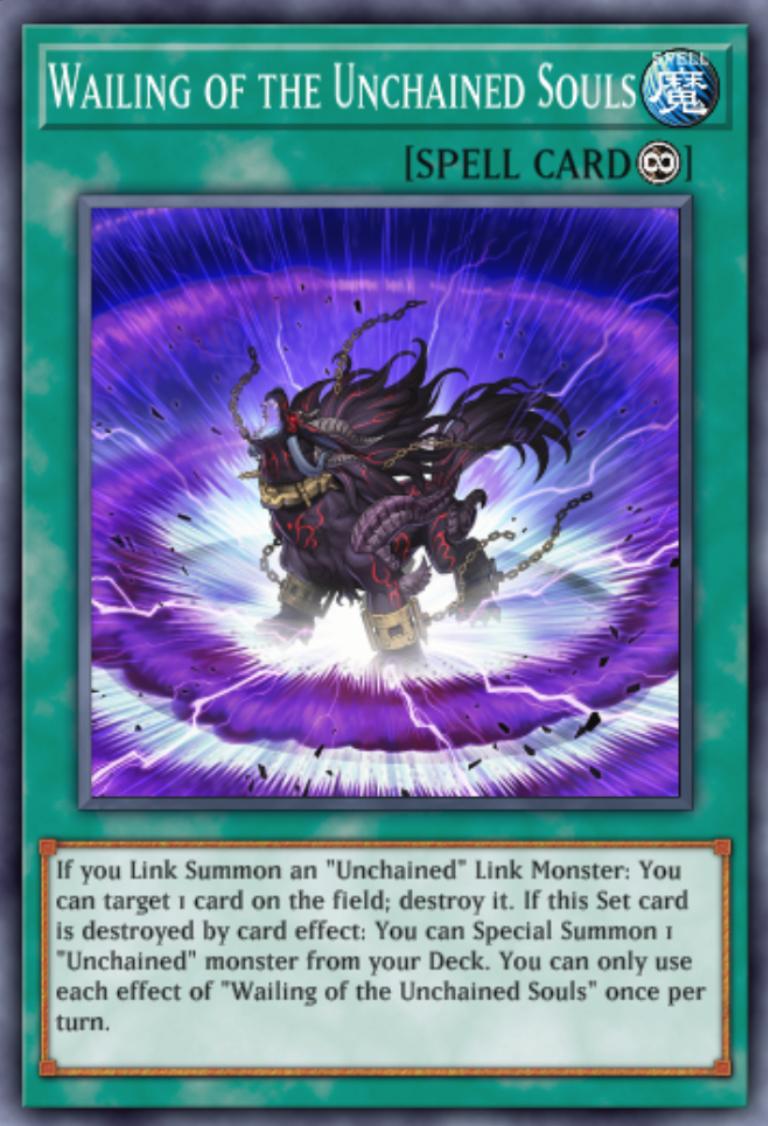 WAILING OF THE UNCHAINED SOULS
SPELL
魔
[SPELL CARD]
If you Link Summon an "Unchained" Link Monster: You
can target 1 card on the field; destroy it. If this Set card
is destroyed by card effect: You can Special Summon 1
"Unchained" monster from your Deck. You can only use
each effect of "Wailing of the Unchained Souls" once per
turn.